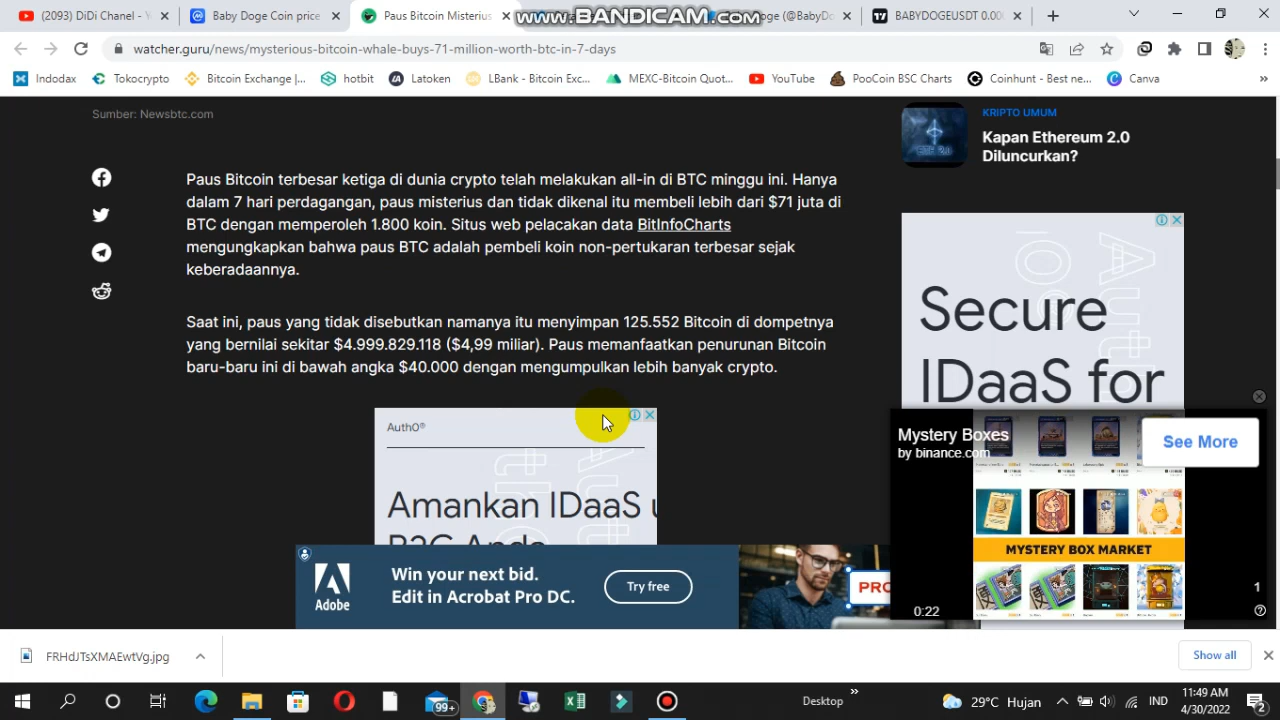 (2093) DiDi Chanel - Y
Baby Doge Coin price
Paus Bitcoin Misterius
www.BANDICAM.com
oge (@BabyDo
BABYDOGEUSDT 0.00
watcher.guru/news/mysterious-bitcoin-whale-buys-71-million-worth-btc-in-7-days
Indodax
Tokocrypto
Bitcoin Exchange |...
hotbit
Latoken
LBank - Bitcoin Exc...
MEXC-Bitcoin Quot...
YouTube
PooCoin BSC Charts
Coinhunt - Best ne...
Canva
»
Sumber: Newsbtc.com
KRIPTO UMUM
Kapan Ethereum 2.0
Diluncurkan?
Paus Bitcoin terbesar ketiga di dunia crypto telah melakukan all-in di BTC minggu ini. Hanya
dalam 7 hari perdagangan, paus misterius dan tidak dikenal itu membeli lebih dari $71 juta di
BTC dengan memperoleh 1.800 koin. Situs web pelacakan data BitInfoCharts
mengungkapkan bahwa paus BTC adalah pembeli koin non-pertukaran terbesar sejak
keberadaannya.
Saat ini, paus yang tidak disebutkan namanya itu menyimpan 125.552 Bitcoin di dompetnya
yang bernilai sekitar $4.999.829.118 ($4,99 miliar). Paus memanfaatkan penurunan Bitcoin
baru-baru ini di bawah angka $40.000 dengan mengumpulkan lebih banyak crypto.
Secure
IDaaS for
Auth0®
Amankan IDaaS u
B2C Anda
Mystery Boxes
by binance.com
See More
MYSTERY BOX MARKET
0:22
1
Adobe
Win your next bid.
Edit in Acrobat Pro DC.
Try free
PRO
FRHdJTsXMAEwtVg.jpg
Show all
99+
Desktop
»
29°C Hujan
IND
11:49 AM
4/30/2022
2